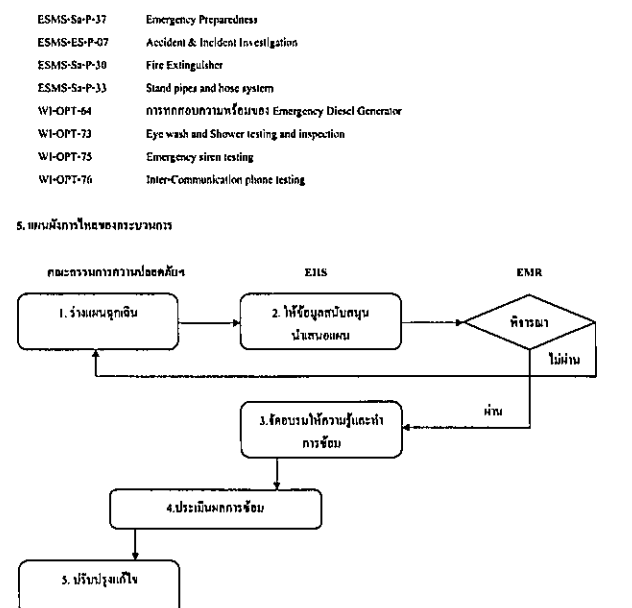 ESMS-Sa-P-37 Emergency Preparedness
ESMS-ES-P-07 Accident & Incident Investigation
ESMS-Sa-P-30 Fire Extinguisher
ESMS-Sa-P-33 Stand pipes and hose system
WI-OPT-64 การทดสอบความพร้อมของ Emergency Diesel Generator
WI-OPT-73 Eye wash and Shower testing and inspection
WI-OPT-75 Emergency siren testing
WI-OPT-76 Inter-Communication phone testing
5. แผนผังการไหลของกระบวนการ
คณะกรรมการความปลอดภัยฯ EHS EMR
1. ร่างแผนฉุกเฉิน
2. ให้ข้อมูลสนับสนุน
นำเสนอแผน
พิจารณา
ไม่ผ่าน
ผ่าน
3.จัดอบรมให้ความรู้และทำ
การซ้อม
4.ประเมินผลการซ้อม
5. ปรับปรุงแก้ไข